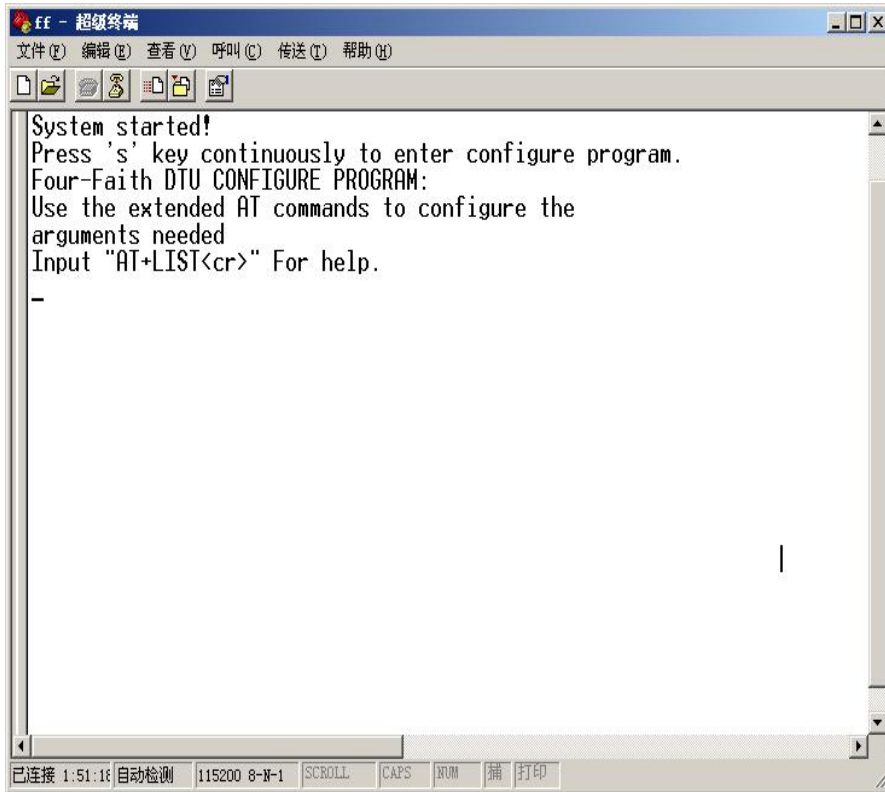 ff - 超级终端
文件(F) 编辑(E) 查看(V) 呼叫(C) 传送(T) 帮助(H)
System started!
Press 's' key continuously to enter configure program.
Four-Faith DTU CONFIGURE PROGRAM:
Use the extended AT commands to configure the
arguments needed
Input "AT+LIST<cr>" For help.
已连接 1:51:18 自动检测 115200 8-N-1 SCROLL CAPS NUM 捕 打印